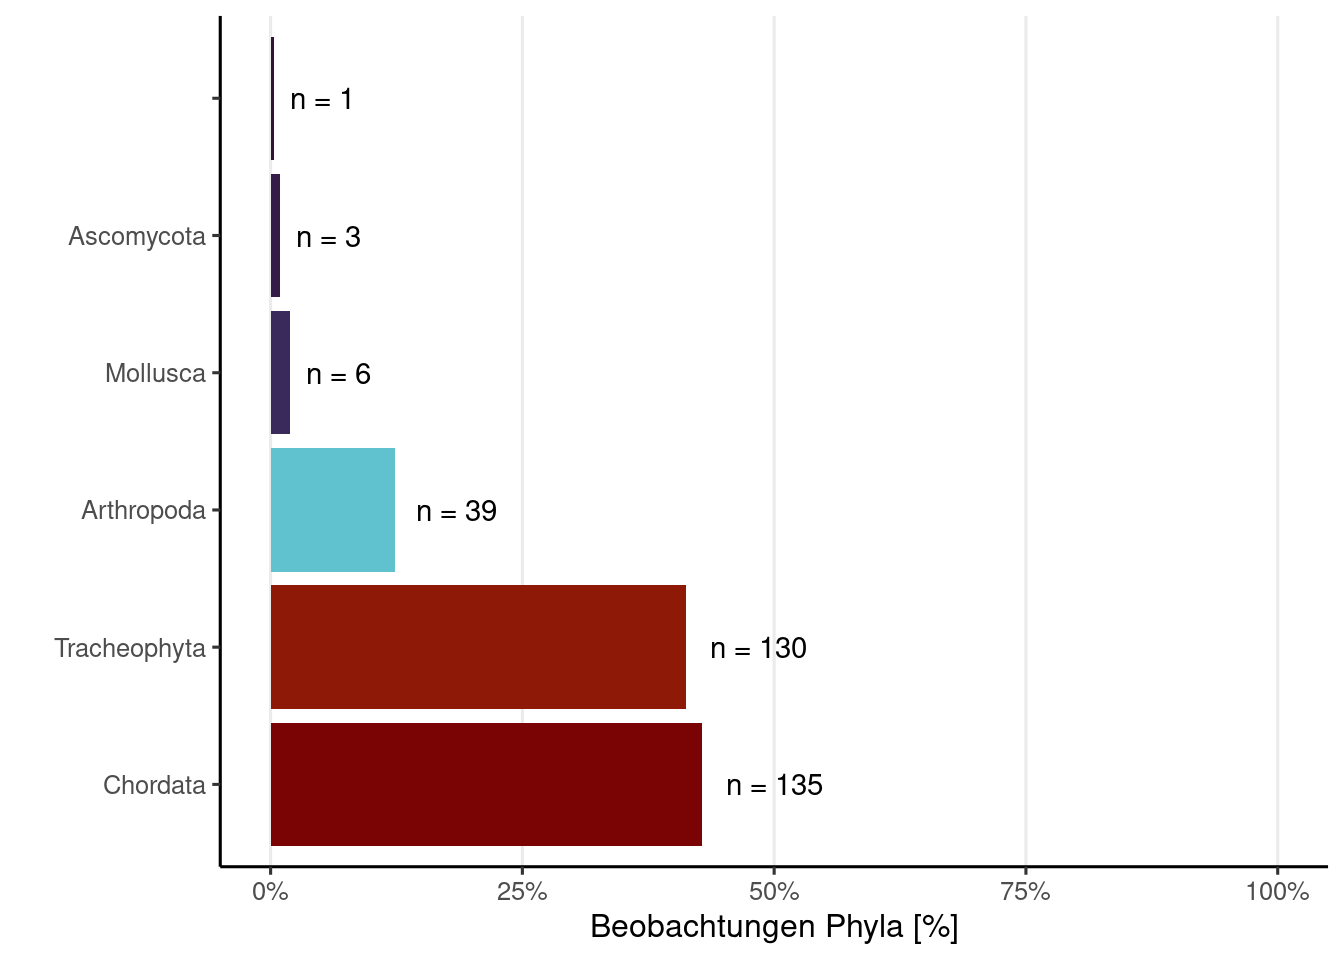 n = 1
Ascomycota
n = 3
Mollusca
n = 6
Arthropoda
n = 39
Tracheophyta
n = 130
Chordata
n = 135
0% 25% 50% 75% 100%
Beobachtungen Phyla [%]